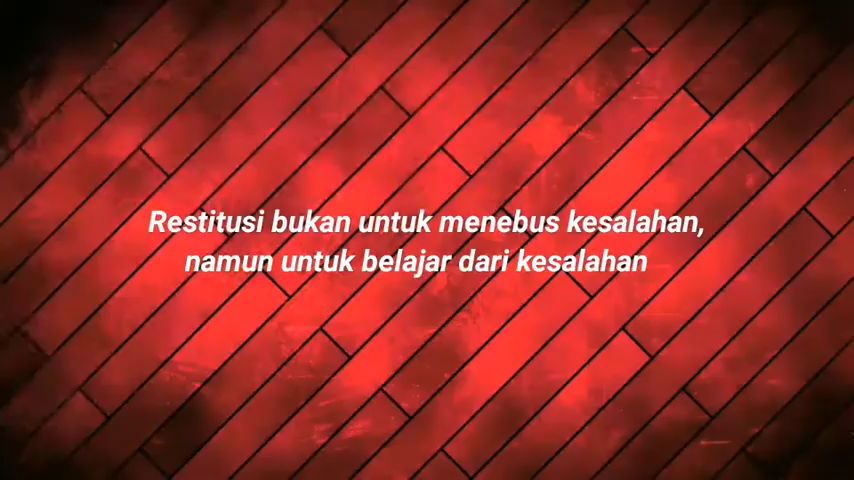 Restitusi bukan untuk menebus kesalahan,
namun untuk belajar dari kesalahan